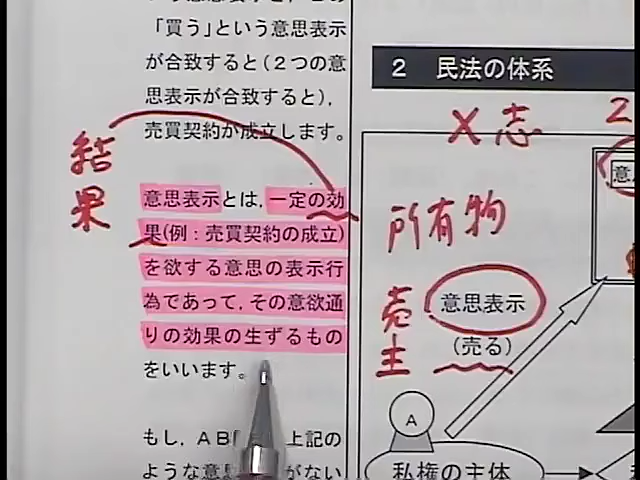 「買う」という意思表示
が合致すると(2つの意
思表示が合致すると),
売買契約が成立します。
結果
意思表示とは,一定の効
果(例:売買契約の成立)
を欲する意思の表示行
為であって,その意欲通
りの効果の生ずるもの
をいいます。
もし,AB 上記の
ような意 がない
2 民法の体系
X 志
2
所有物
意
売主
意思表示
(売る)
A
私権の主体